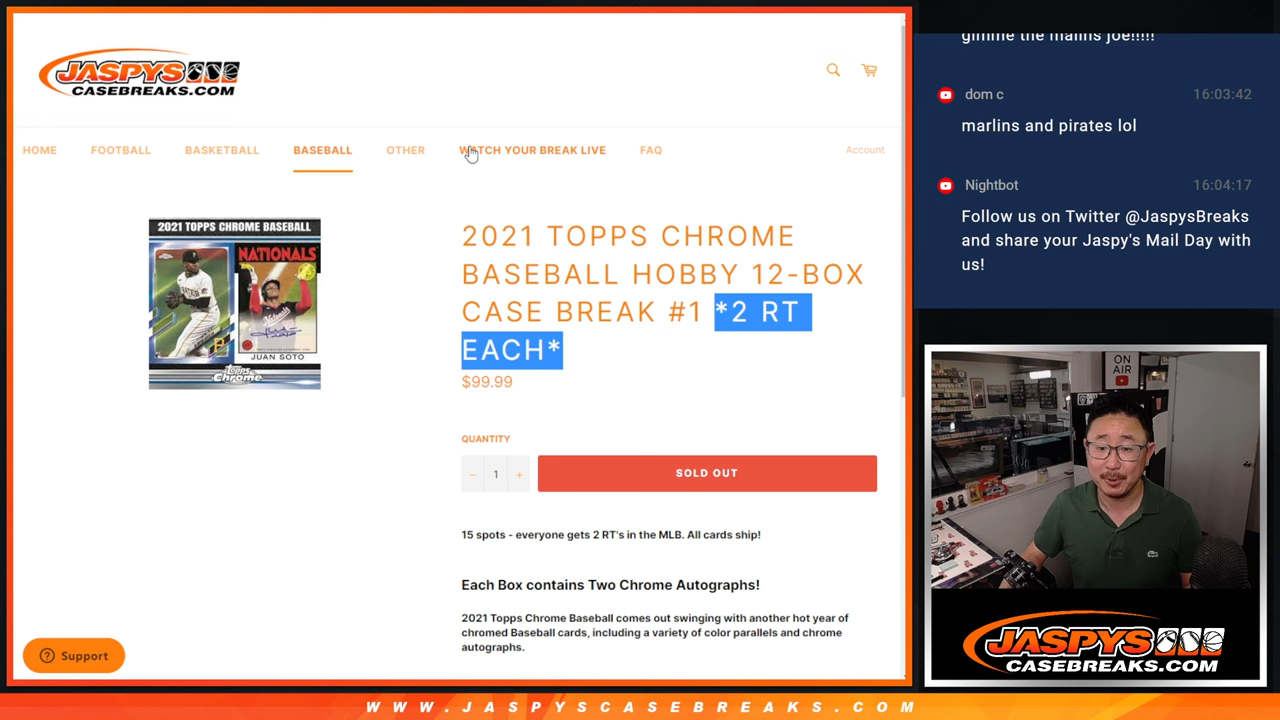 JASPYS
CASEBREAKS.COM
HOME
FOOTBALL
BASKETBALL
BASEBALL
OTHER
WATCH YOUR BREAK LIVE
FAQ
Account
2021 TOPPS CHROME BASEBALL
NATIONALS
JUAN SOTO
Topps
Chrome
2021 TOPPS CHROME
BASEBALL HOBBY 12-BOX
CASE BREAK #1 *2 RT
EACH*
$99.99
QUANTITY
− 1 +
SOLD OUT
15 spots - everyone gets 2 RT's in the MLB. All cards ship!
Each Box contains Two Chrome Autographs!
2021 Topps Chrome Baseball comes out swinging with another hot year of
chromed Baseball cards, including a variety of color parallels and chrome
autographs.
Support
gimme the malins joe!!!!!
dom c 16:03:42
marlins and pirates lol
Nightbot 16:04:17
Follow us on Twitter @JaspysBreaks
and share your Jaspy's Mail Day with
us!
ON
AIR
JASPYS
CASEBREAKS.COM
WWW.JASPYSCASEBREAKS.COM